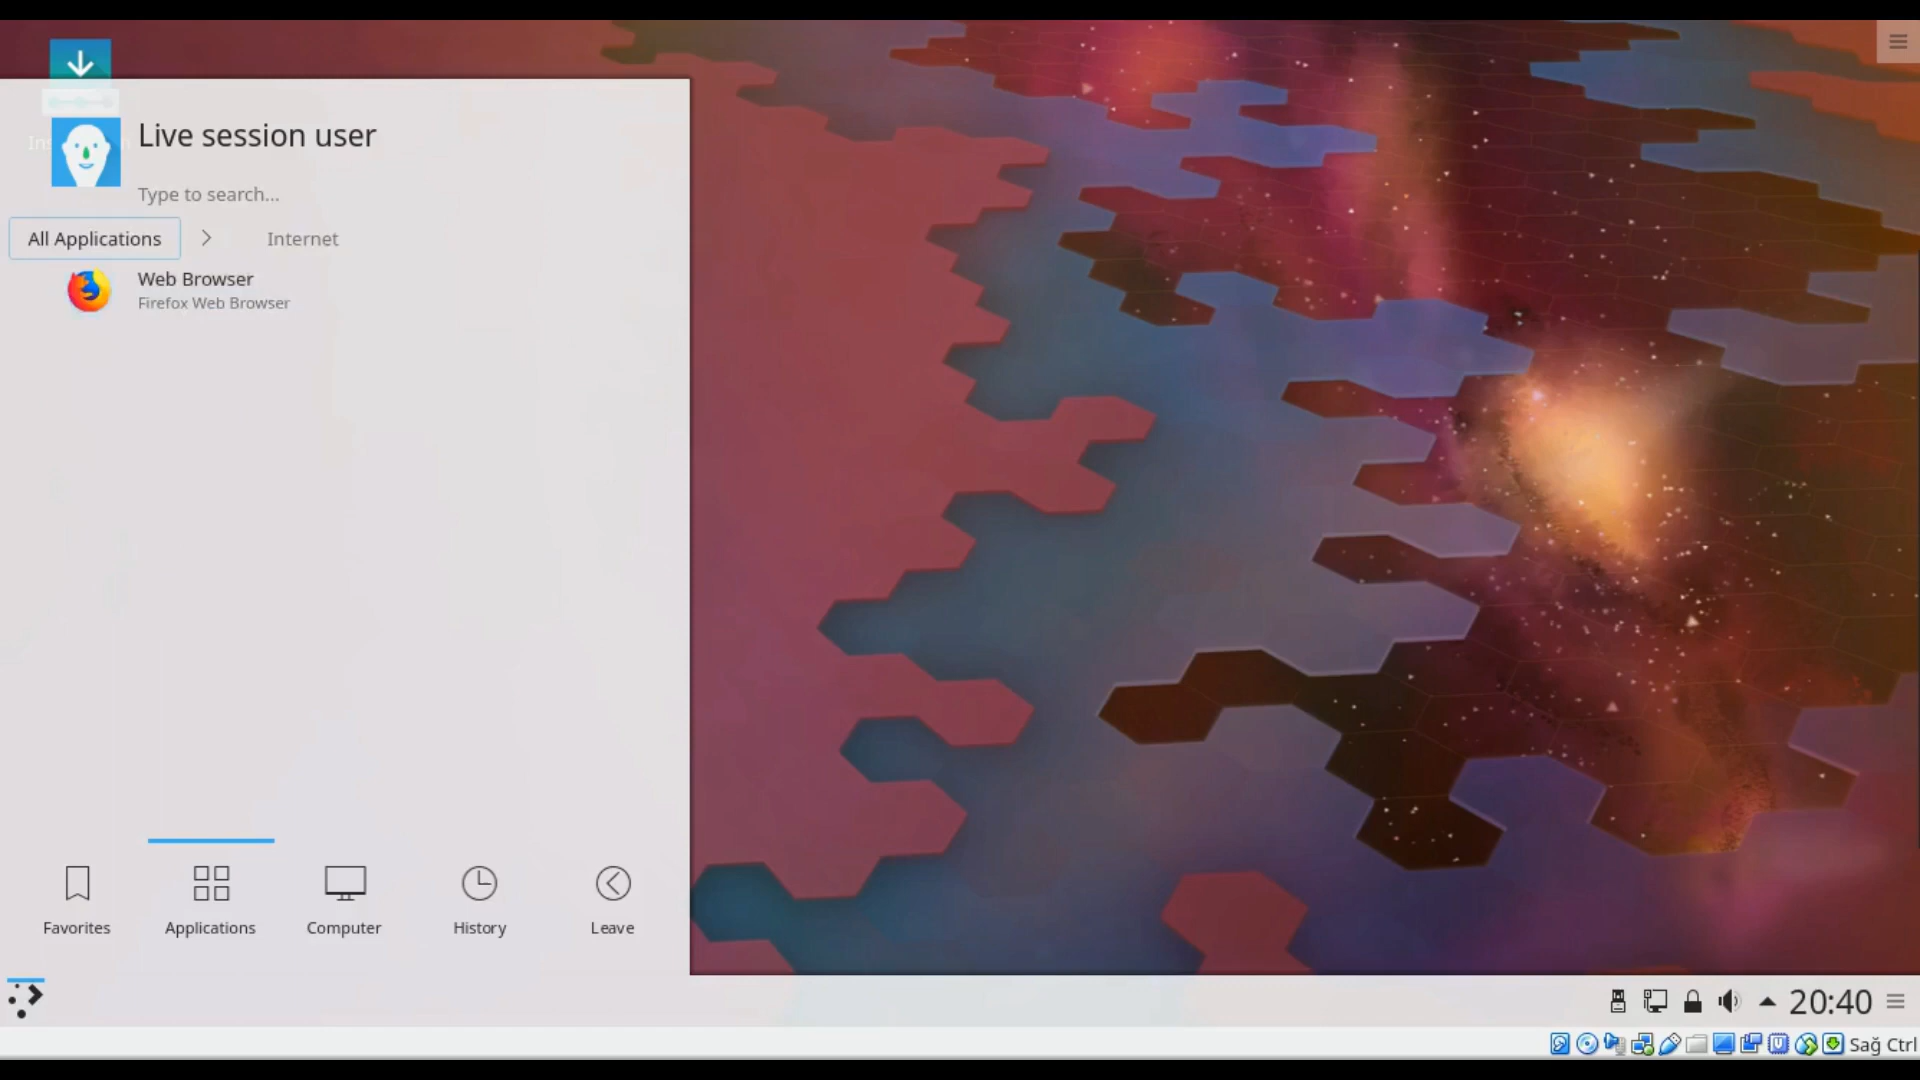 Live session user
Type to search...
All Applications
Internet
Web Browser
Firefox Web Browser
Favorites
Applications
Computer
History
Leave
20:40
Sağ Ctrl